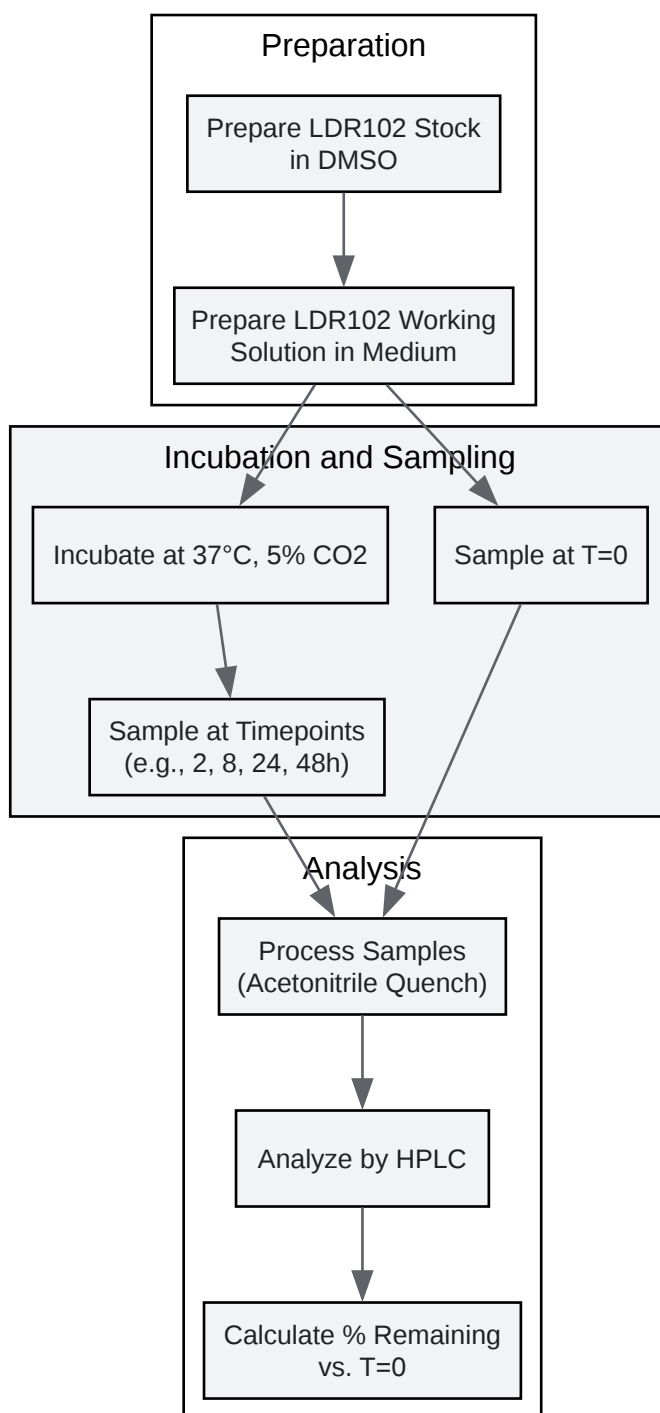 Preparation
Prepare LDR102 Stock
in DMSO
Prepare LDR102 Working
Solution in Medium
Incubation and Sampling
Incubate at 37°C, 5% CO2
Sample at T=0
Sample at Timepoints
(e.g., 2, 8, 24, 48h)
Analysis
Process Samples
(Acetonitrile Quench)
Analyze by HPLC
Calculate % Remaining
vs. T=0